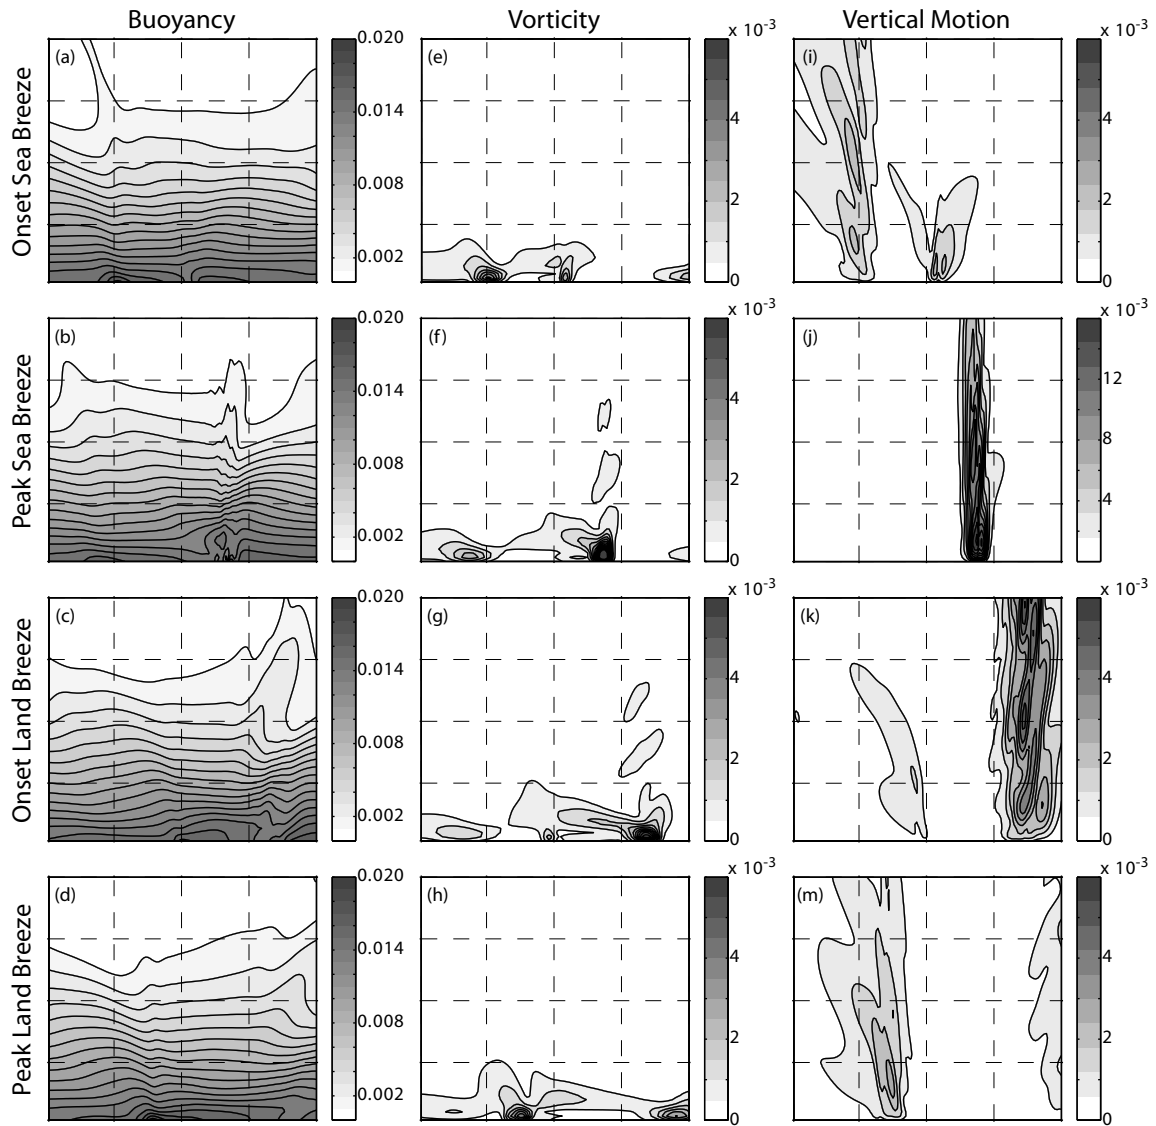 Buoyancy Vorticity Vertical Motion
Onset Sea Breeze
(a)
0.020
0.014
0.008
0.002
(e)
x 10-3
4
2
0
(i)
x 10-3
4
2
0
Peak Sea Breeze
(b)
0.020
0.014
0.008
0.002
(f)
x 10-3
4
2
0
(j)
x 10-3
12
8
4
Onset Land Breeze
(c)
0.020
0.014
0.008
0.002
(g)
x 10-3
4
2
0
(k)
x 10-3
4
2
0
Peak Land Breeze
(d)
0.020
0.014
0.008
0.002
(h)
x 10-3
4
2
0
(m)
x 10-3
4
2
0